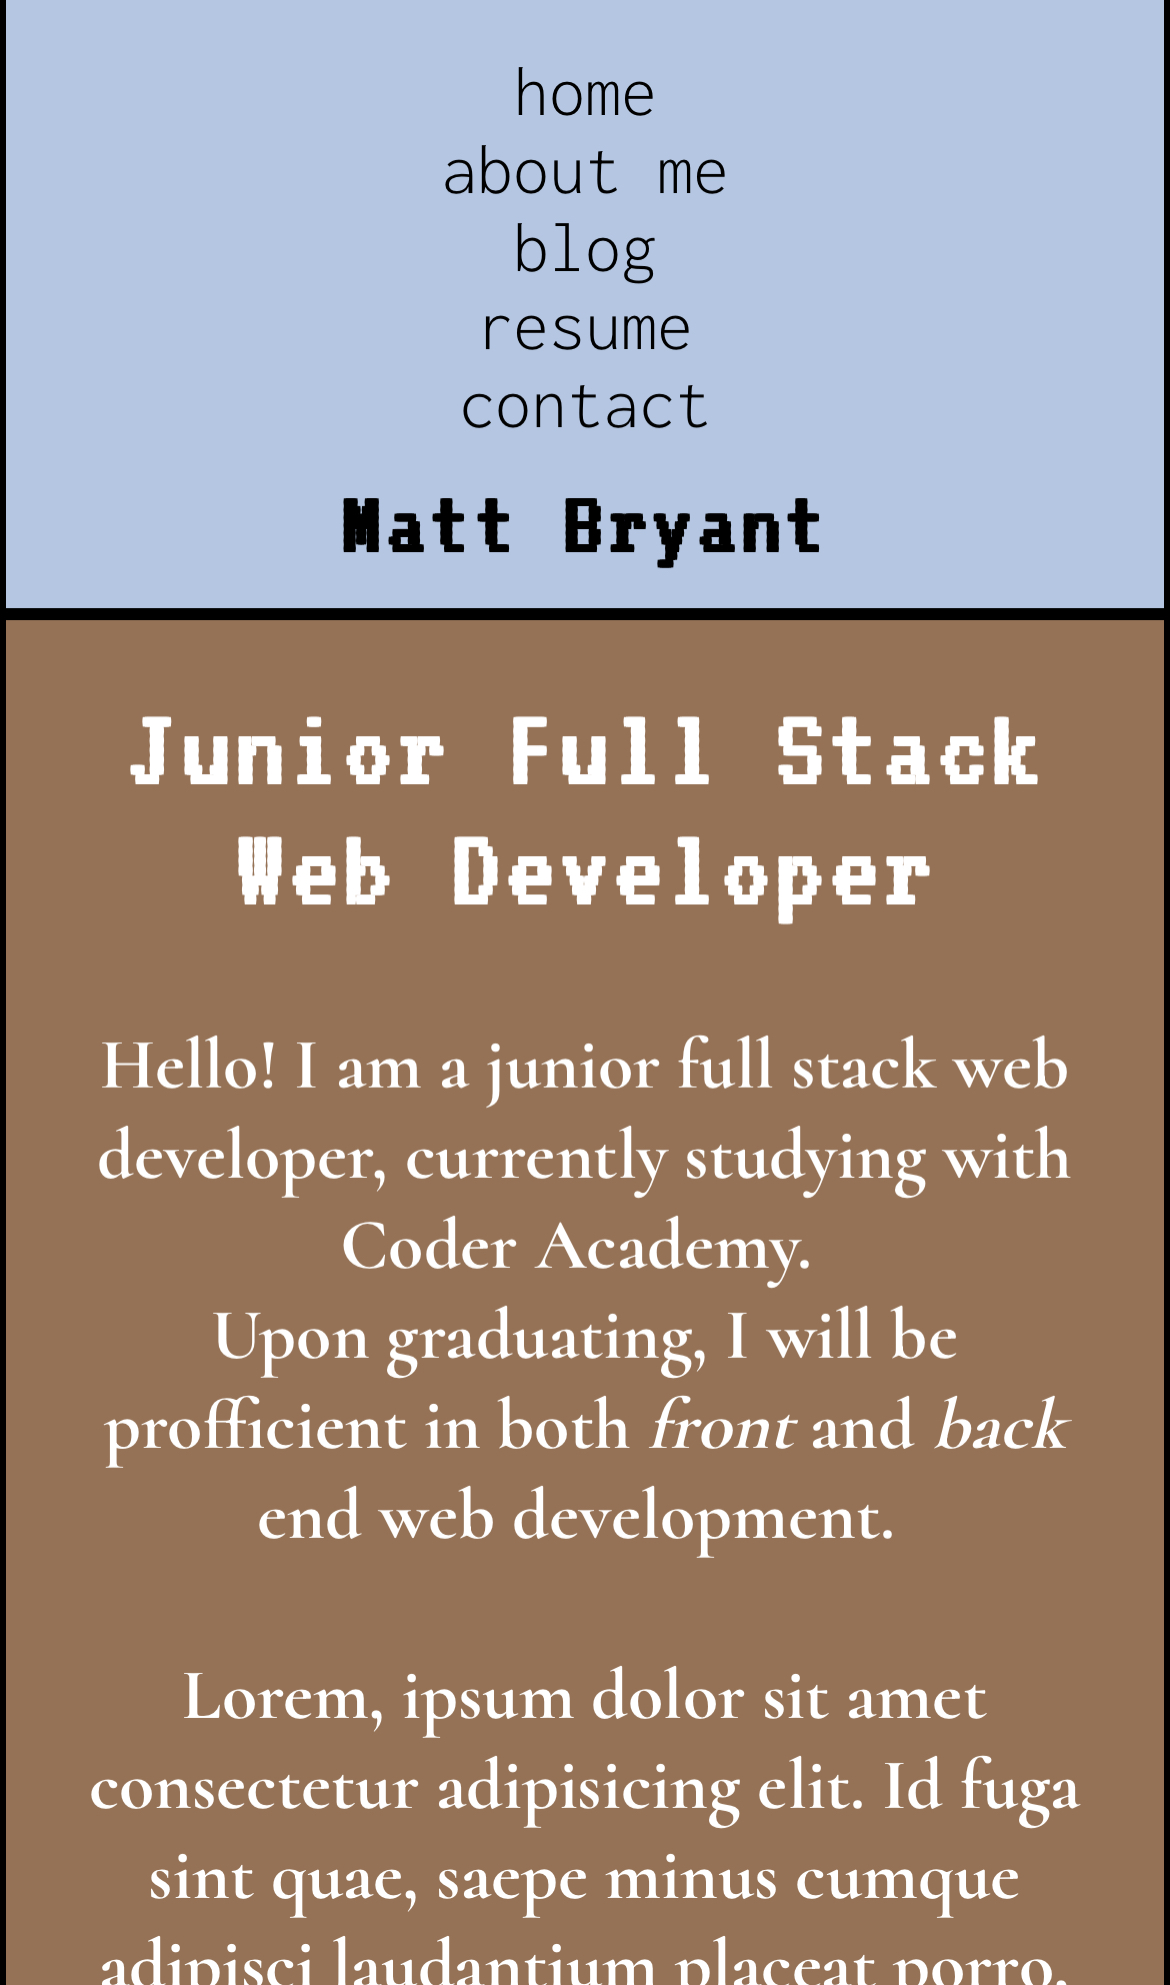 home
about me
blog
resume
contact
Matt Bryant
Junior Full Stack
Web Developer
Hello! I am a junior full stack web
developer, currently studying with
Coder Academy.
Upon graduating, I will be
profficient in both front and back
end web development.
Lorem, ipsum dolor sit amet
consectetur adipisicing elit. Id fuga
sint quae, saepe minus cumque
adipisci laudantium placeat porro,